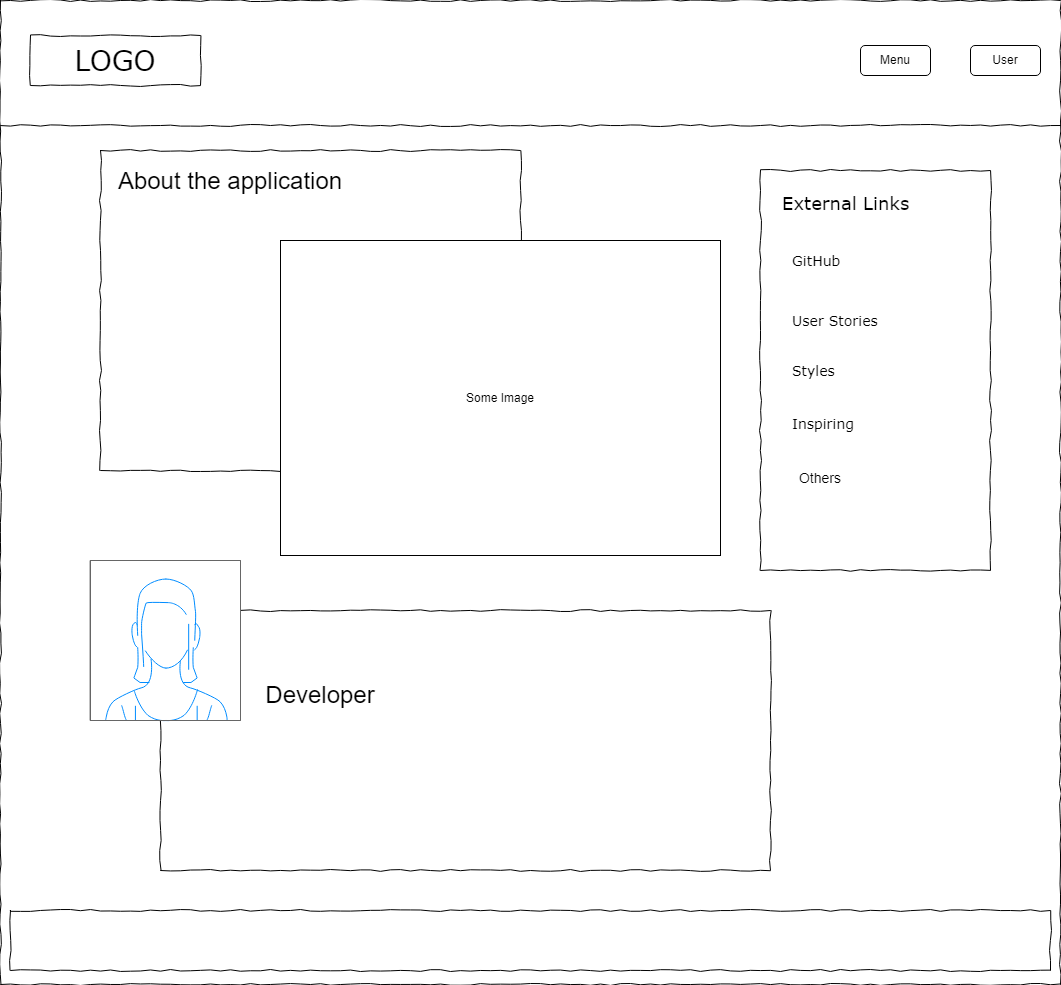 LOGO
Menu
User
About the application
Some Image
External Links
GitHub
User Stories
Styles
Inspiring
Others
Developer